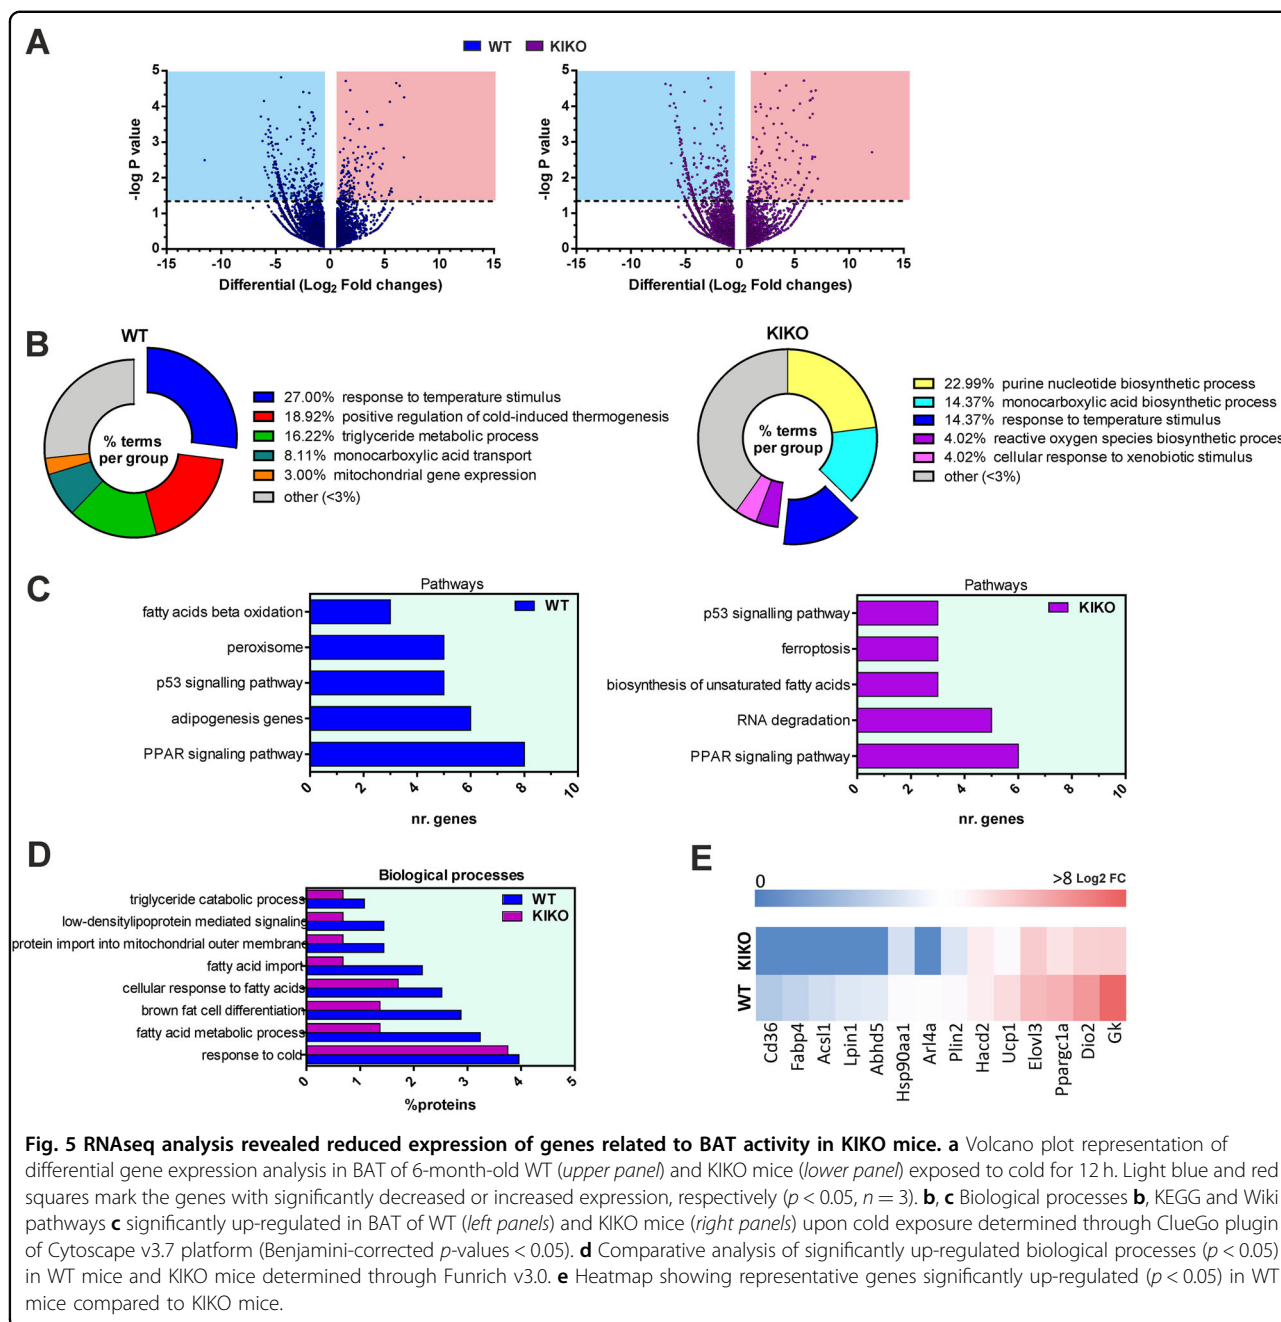 A
WT KIKO
-log P value
5
4
3
2
1
0
-15 -10 -5 0 5 10 15
Differential (Log2 Fold changes)
-log P value
5
4
3
2
1
0
-15 -10 -5 0 5 10 15
Differential (Log2 Fold changes)
B
WT
% terms
per group
27.00% response to temperature stimulus
18.92% positive regulation of cold-induced thermogenesis
16.22% triglyceride metabolic process
8.11% monocarboxylic acid transport
3.00% mitochondrial gene expression
other (<3%)
KIKO
% terms
per group
22.99% purine nucleotide biosynthetic process
14.37% monocarboxylic acid biosynthetic process
14.37% response to temperature stimulus
4.02% reactive oxygen species biosynthetic process
4.02% cellular response to xenobiotic stimulus
other (<3%)
C
Pathways
WT
fatty acids beta oxidation
peroxisome
p53 signalling pathway
adipogenesis genes
PPAR signaling pathway
0 2 4 6 8 10
nr. genes
Pathways
KIKO
p53 signalling pathway
ferroptosis
biosynthesis of unsaturated fatty acids
RNA degradation
PPAR signaling pathway
0 2 4 6 8 10
nr. genes
D
Biological processes
WT
KIKO
triglyceride catabolic process
low-densitylipoprotein mediated signaling
protein import into mitochondrial outer membrane
fatty acid import
cellular response to fatty acids
brown fat cell differentiation
fatty acid metabolic process
response to cold
0 1 2 3 4 5
%proteins
E
0 >8 Log2 FC
KIKO
WT
Cd36 Fabp4 Acsl1 Lpin1 Abhd5 Hsp90aa1 Arl4a Plin2 Hacd2 Ucp1 Elovl3 Ppargc1a Dio2 Gk
Fig. 5 RNAseq analysis revealed reduced expression of genes related to BAT activity in KIKO mice. a Volcano plot representation of
differential gene expression analysis in BAT of 6-month-old WT (upper panel) and KIKO mice (lower panel) exposed to cold for 12 h. Light blue and red
squares mark the genes with significantly decreased or increased expression, respectively (p < 0.05, n = 3). b, c Biological processes b, KEGG and Wiki
pathways c significantly up-regulated in BAT of WT (left panels) and KIKO mice (right panels) upon cold exposure determined through ClueGo plugin
of Cytoscape v3.7 platform (Benjamini-corrected p-values < 0.05). d Comparative analysis of significantly up-regulated biological processes (p < 0.05)
in WT mice and KIKO mice determined through Funrich v3.0. e Heatmap showing representative genes significantly up-regulated (p < 0.05) in WT
mice compared to KIKO mice.